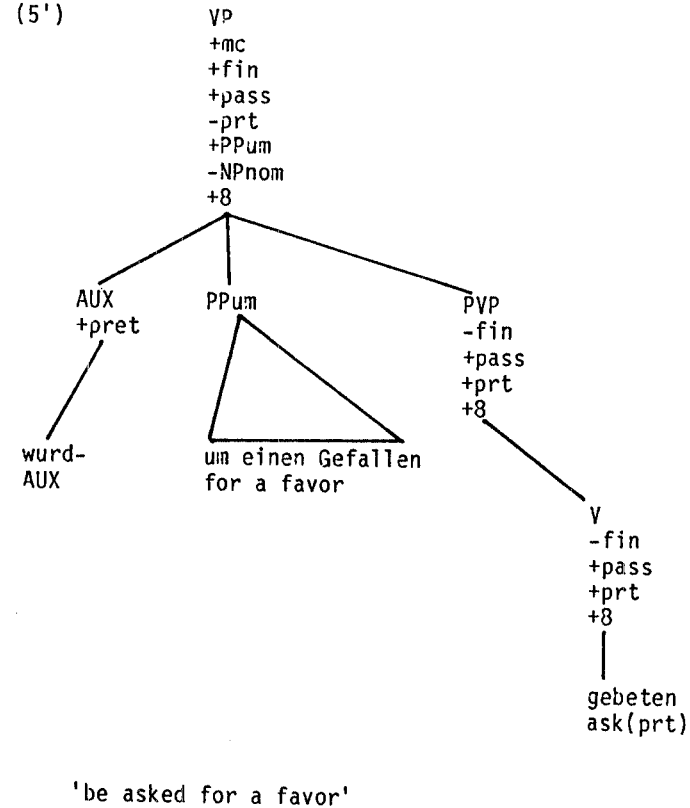 (5')
VP
+mc
+fin
+pass
-prt
+PPum
-NPnom
+8
AUX
+pret
PPum
PVP
-fin
+pass
+prt
+8
wurd-
AUX
um einen Gefallen
for a favor
V
-fin
+pass
+prt
+8
gebeten
ask(prt)
'be asked for a favor'